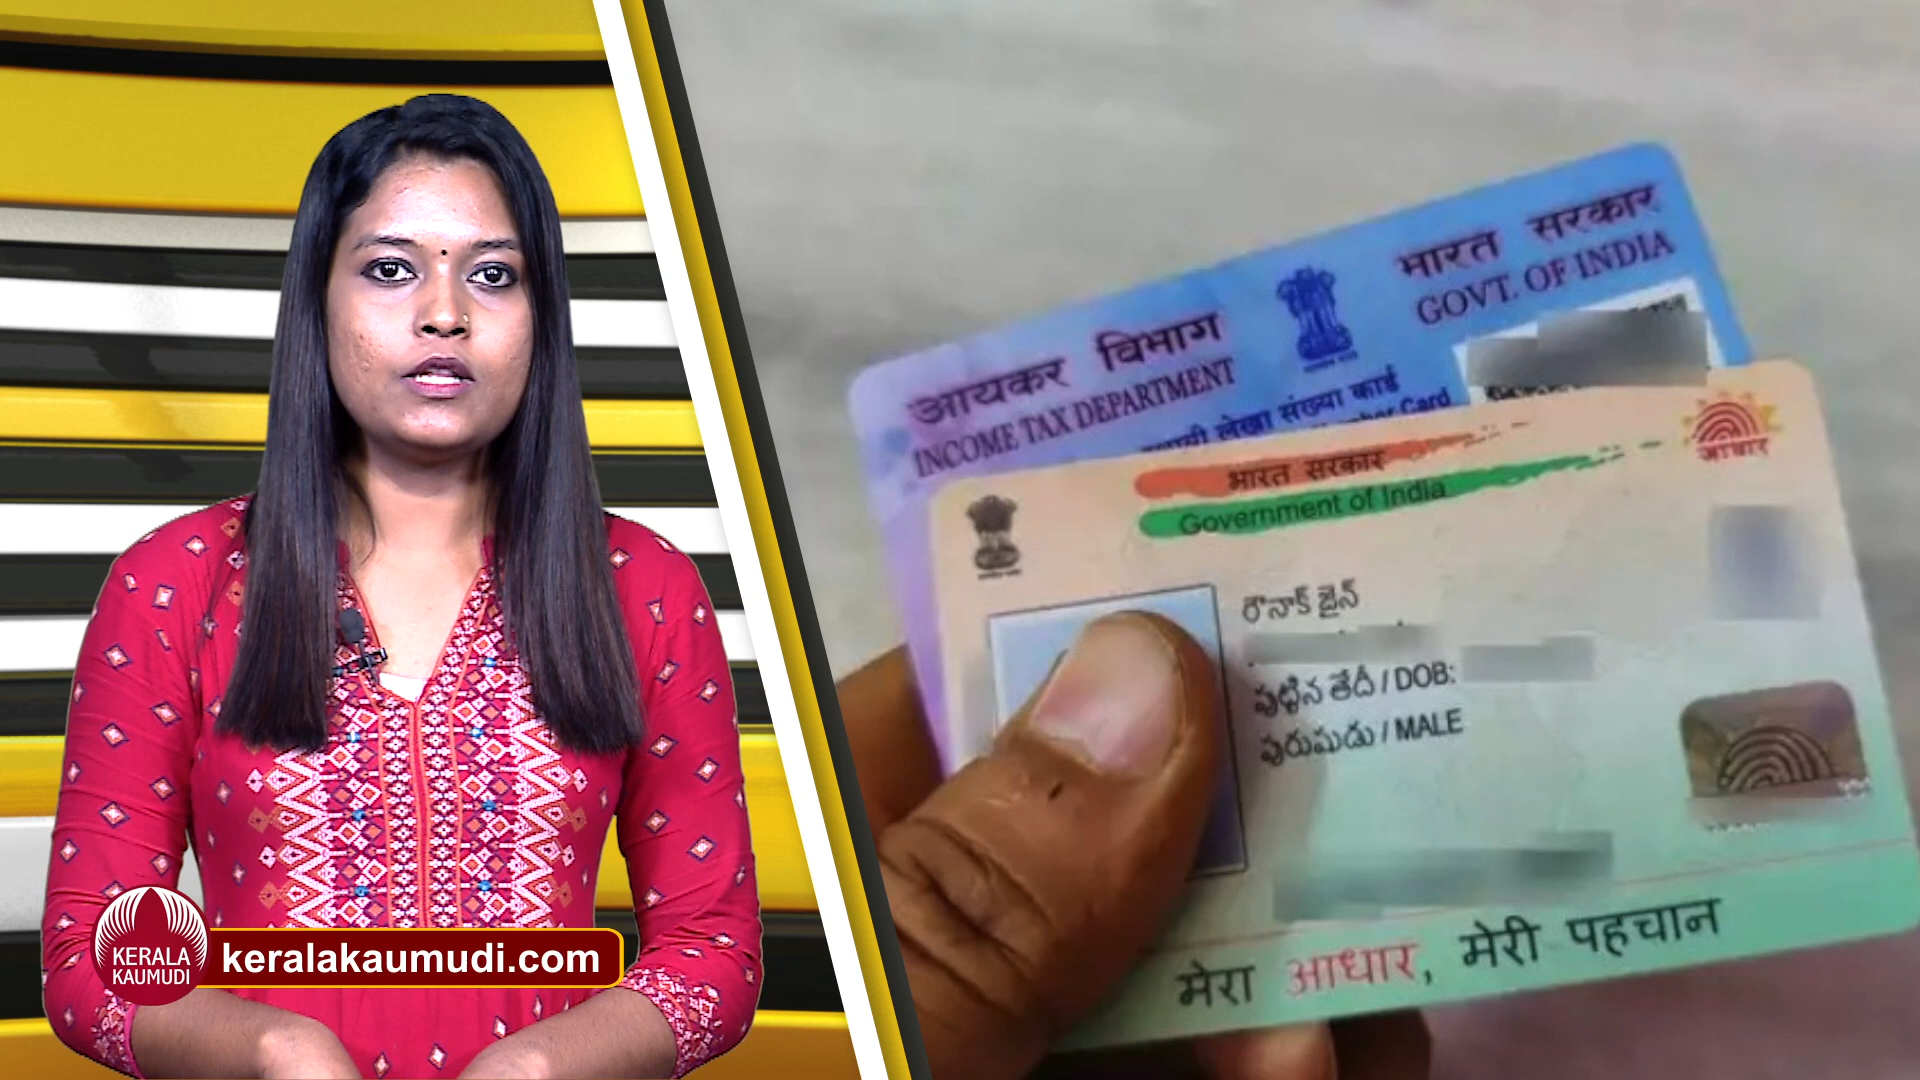 आयकर विभाग
INCOME TAX DEPARTMENT
भारत सरकार
GOVT. OF INDIA
लेखा संख्या कार्ड
Card
भारत सरकार
Government of India
आधार
రౌనాక్ జైన్
పుట్టిన తేదీ / DOB:
పురుషుడు / MALE
मेरा आधार, मेरी पहचान
KERALA
KAUMUDI
keralakaumudi.com